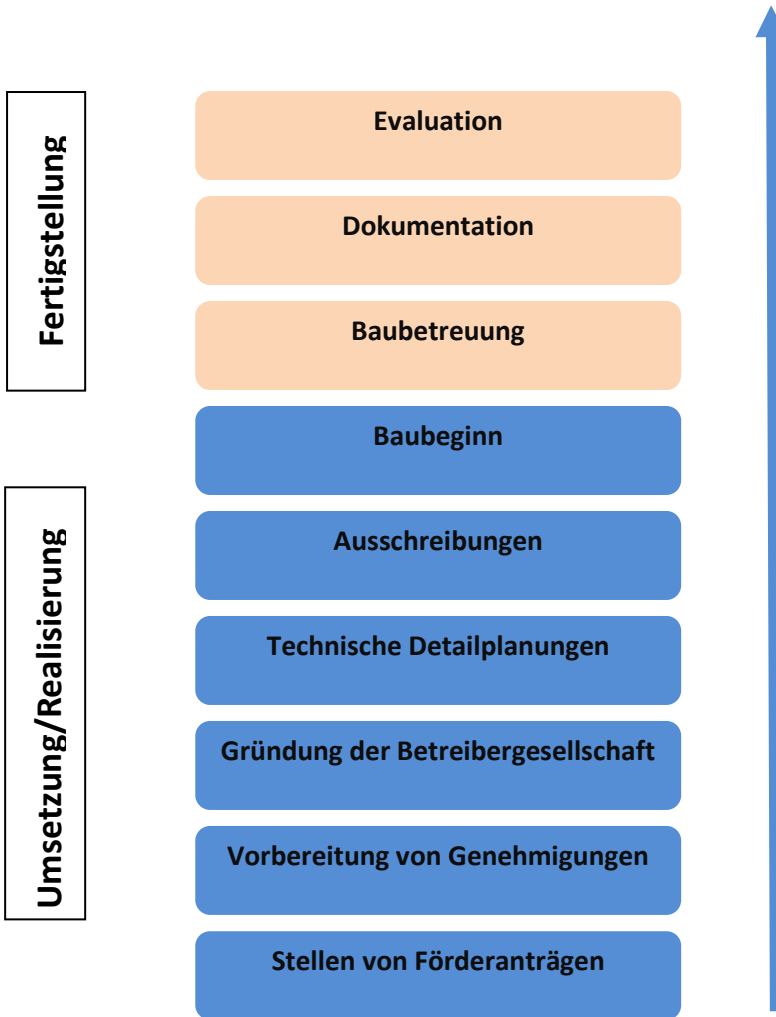 Fertigstellung
Evaluation
Dokumentation
Baubetreuung
Umsetzung/Realisierung
Baubeginn
Ausschreibungen
Technische Detailplanungen
Gründung der Betreibergesellschaft
Vorbereitung von Genehmigungen
Stellen von Förderanträgen